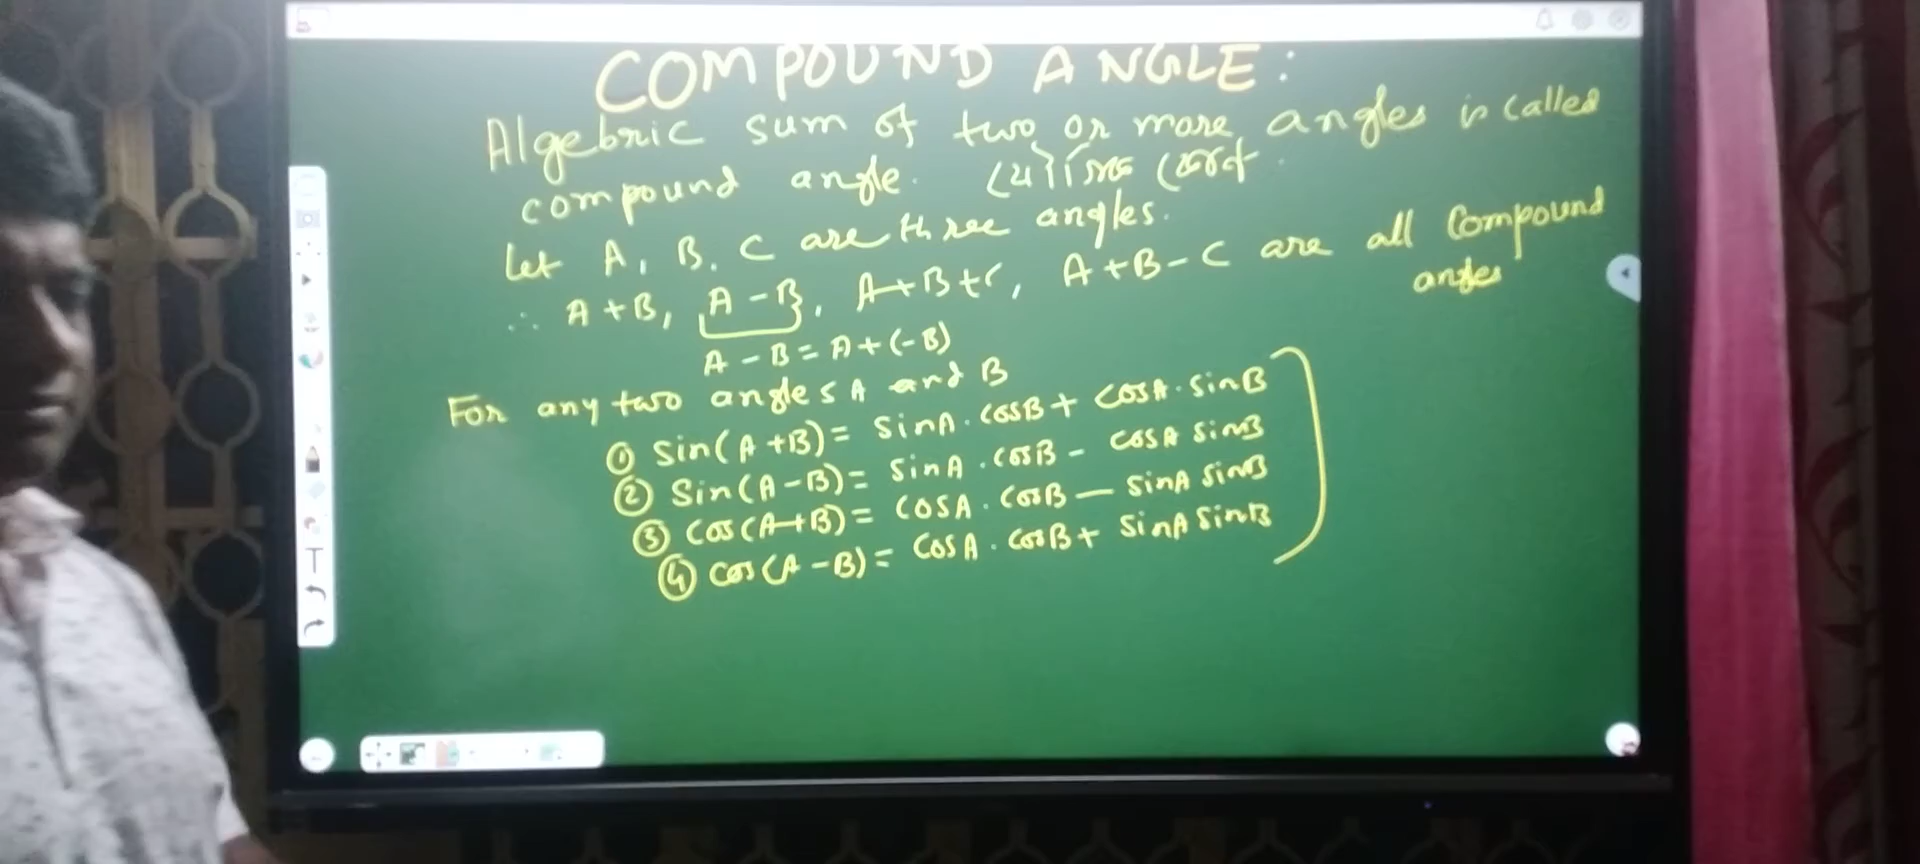 COMPOUND ANGLE:
Algebric sum of two or more angles is called
compound angle.
Let A, B, C are three angles.
∴ A+B, A-B, A+B+C, A+B-C are all Compound
angles
A-B=A+(-B)
For any two angles A and B
① Sin(A+B)= sinA.cosB+ cosA.sinB
② Sin(A-B)= sinA.cosB- cosA sinB
③ Cos(A+B)= cosA.cosB- sinA sinB
④ Cos(A-B)= CosA.cosB+ sinA sinB
T